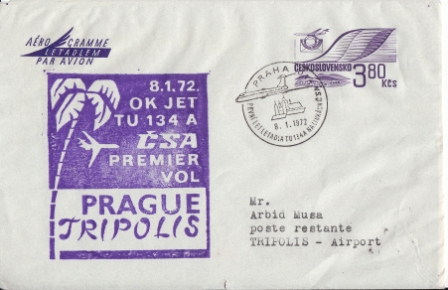 AÉROGRAMME
LETADLEM
PAR AVION
ČESKOSLOVENSKO
3,80
Kčs
PRAHA
8. 1. 1972
8.1.72.
OK JET
TU 134 A
ČSA
PREMIER
VOL
PRAGUE
TRIPOLIS
Mr.
Arbid Musa
poste restante
TRIPOLIS - Airport